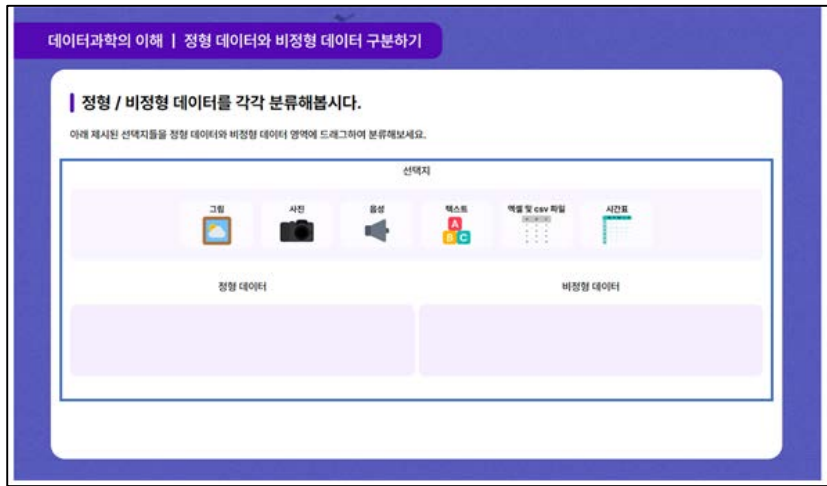 데이터과학의 이해 | 정형 데이터와 비정형 데이터 구분하기
정형 / 비정형 데이터를 각각 분류해봅시다.
아래 제시된 선택지들을 정형 데이터와 비정형 데이터 영역에 드래그하여 분류해보세요.
선택지
그림 사진 음성 텍스트 엑셀 및 csv 파일 시간표
A
B C
정형 데이터 비정형 데이터